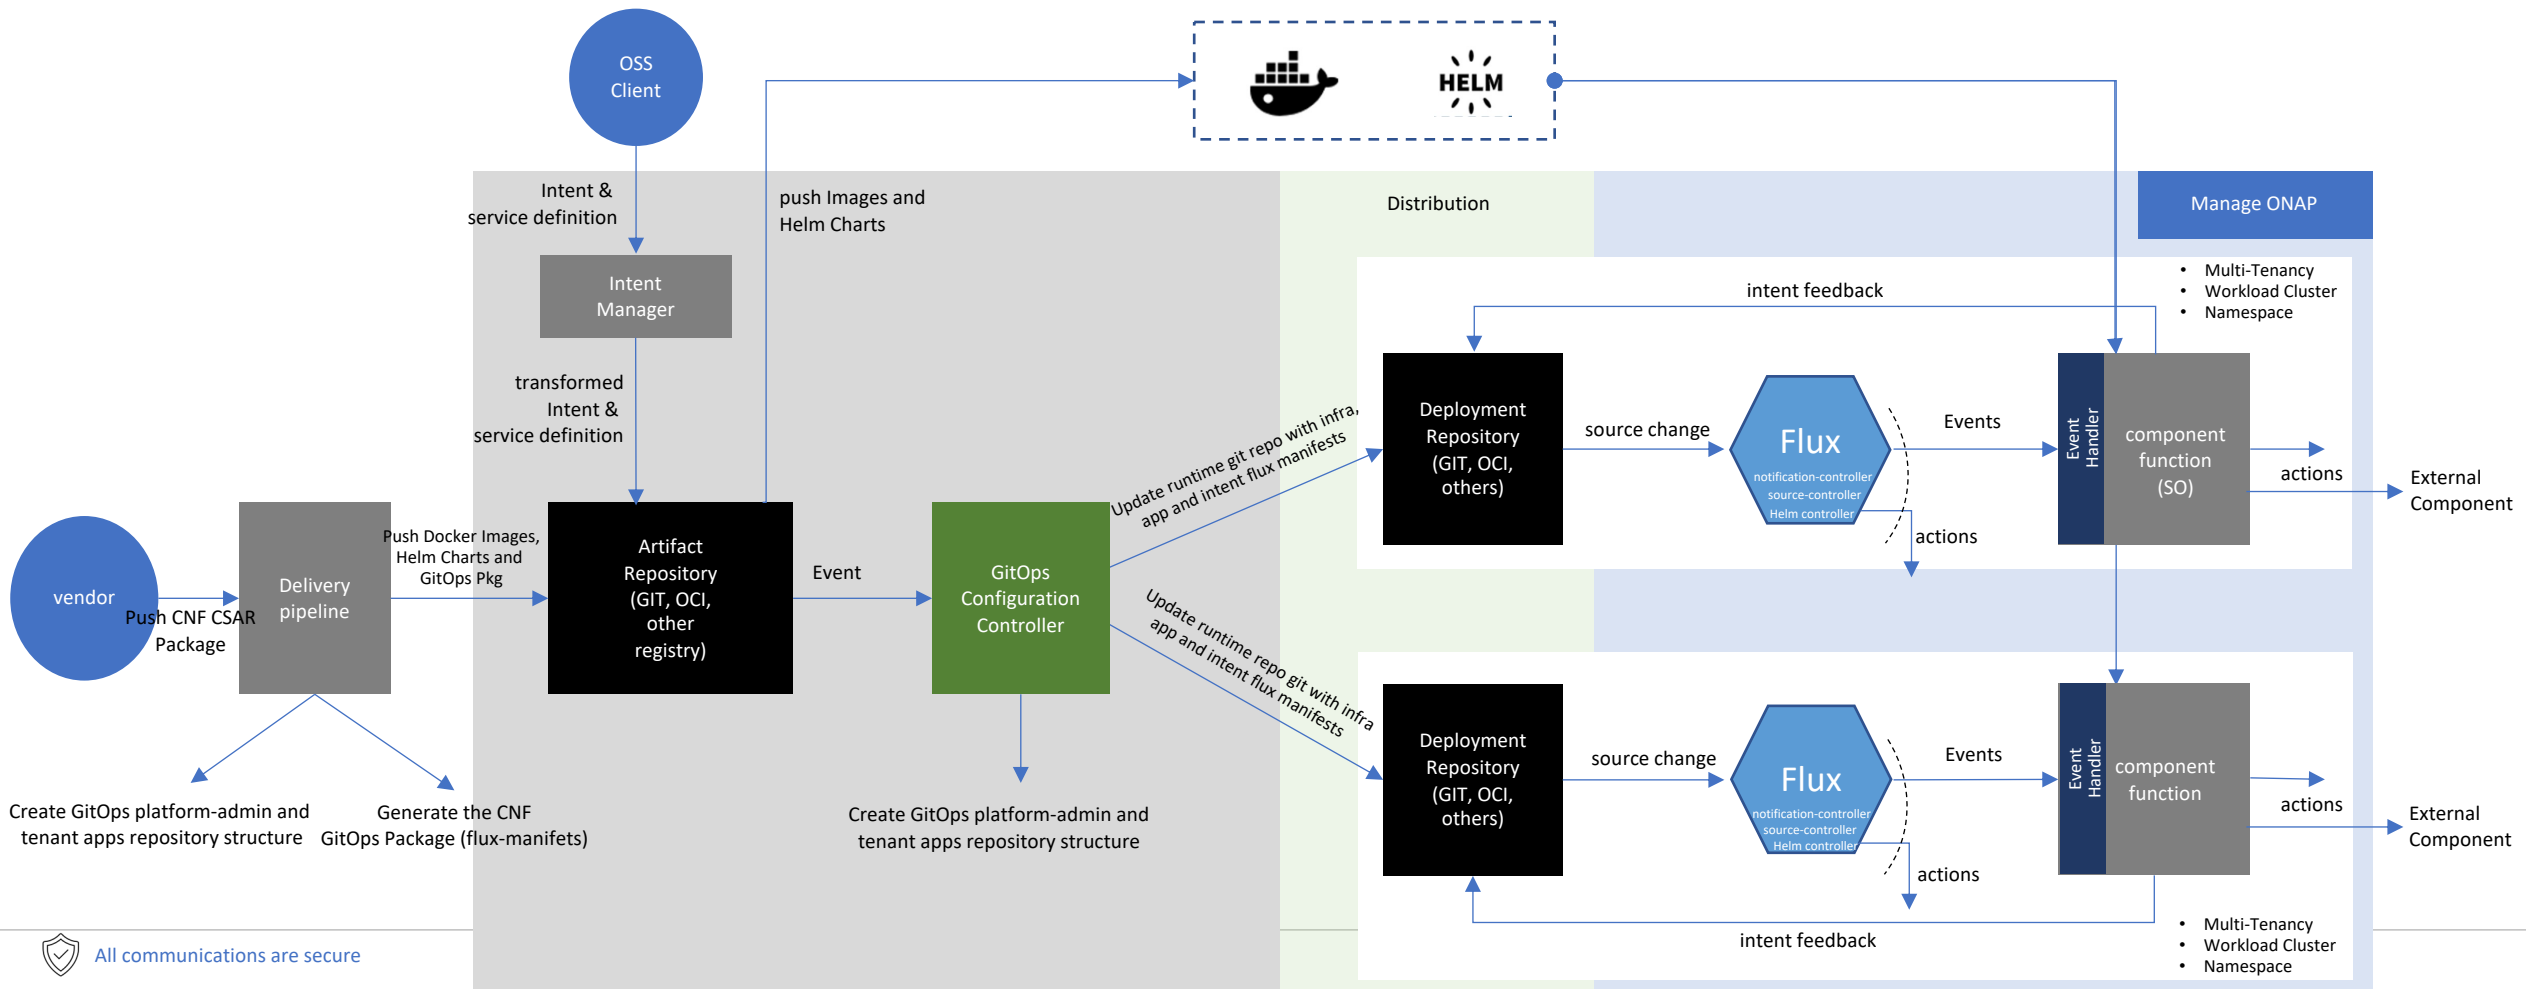 OSS
Client
HELM
Intent &
service definition
push Images and
Helm Charts
Distribution
Manage ONAP
Intent
Manager
• Multi-Tenancy
• Workload Cluster
• Namespace
intent feedback
transformed
Intent &
service definition
Update runtime git repo with infra,
app and intent flux manifests
Deployment
Repository
(GIT, OCI,
others)
source change
Flux
notification-controller
source-controller
Helm controller
Events
actions
Event
Handler
component
function
(SO)
actions
External
Component
vendor
Push CNF CSAR
Package
Delivery
pipeline
Push Docker Images,
Helm Charts and
GitOps Pkg
Artifact
Repository
(GIT, OCI,
other
registry)
Event
GitOps
Configuration
Controller
Update runtime repo git with infra
app and intent flux manifests
Deployment
Repository
(GIT, OCI,
others)
source change
Flux
notification-controller
source-controller
Helm controller
Events
actions
Event
Handler
component
function
actions
External
Component
Create GitOps platform-admin and
tenant apps repository structure
Generate the CNF
GitOps Package (flux-manifets)
Create GitOps platform-admin and
tenant apps repository structure
intent feedback
• Multi-Tenancy
• Workload Cluster
• Namespace
All communications are secure